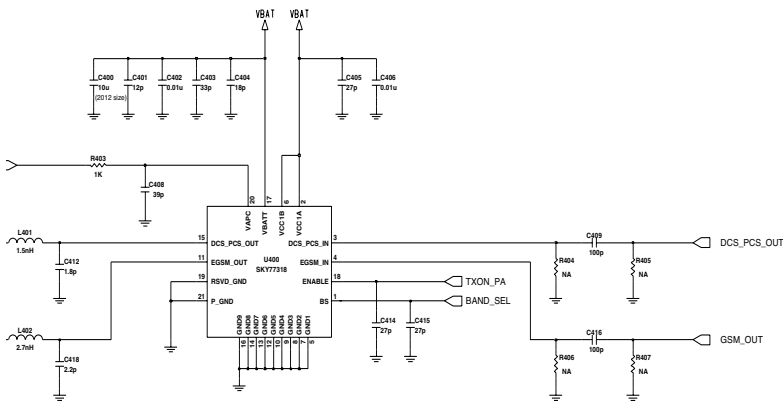 VBAT
VBAT
C400
10u
(2012 size)
C401
12p
C402
0.01u
C403
33p
C404
18p
C405
27p
C406
0.01u
R403
1K
C408
39p
20
17
6
2
VAPC
VBATT
VCC1B
VCC1A
L401
1.5nH
15
DCS_PCS_OUT
DCS_PCS_IN
3
C409
100p
DCS_PCS_OUT
C412
1.8p
11
EGSM_OUT
U400
SKY77318
EGSM_IN
4
R404
NA
R405
NA
19
RSVD_GND
ENABLE
18
TXON_PA
21
P_GND
BS
1
BAND_SEL
L402
2.7nH
C418
2.2p
GND9
GND8
GND7
GND6
GND5
GND4
GND3
GND2
GND1
16
14
13
12
10
9
8
7
5
C414
27p
C415
27p
C416
100p
GSM_OUT
R406
NA
R407
NA